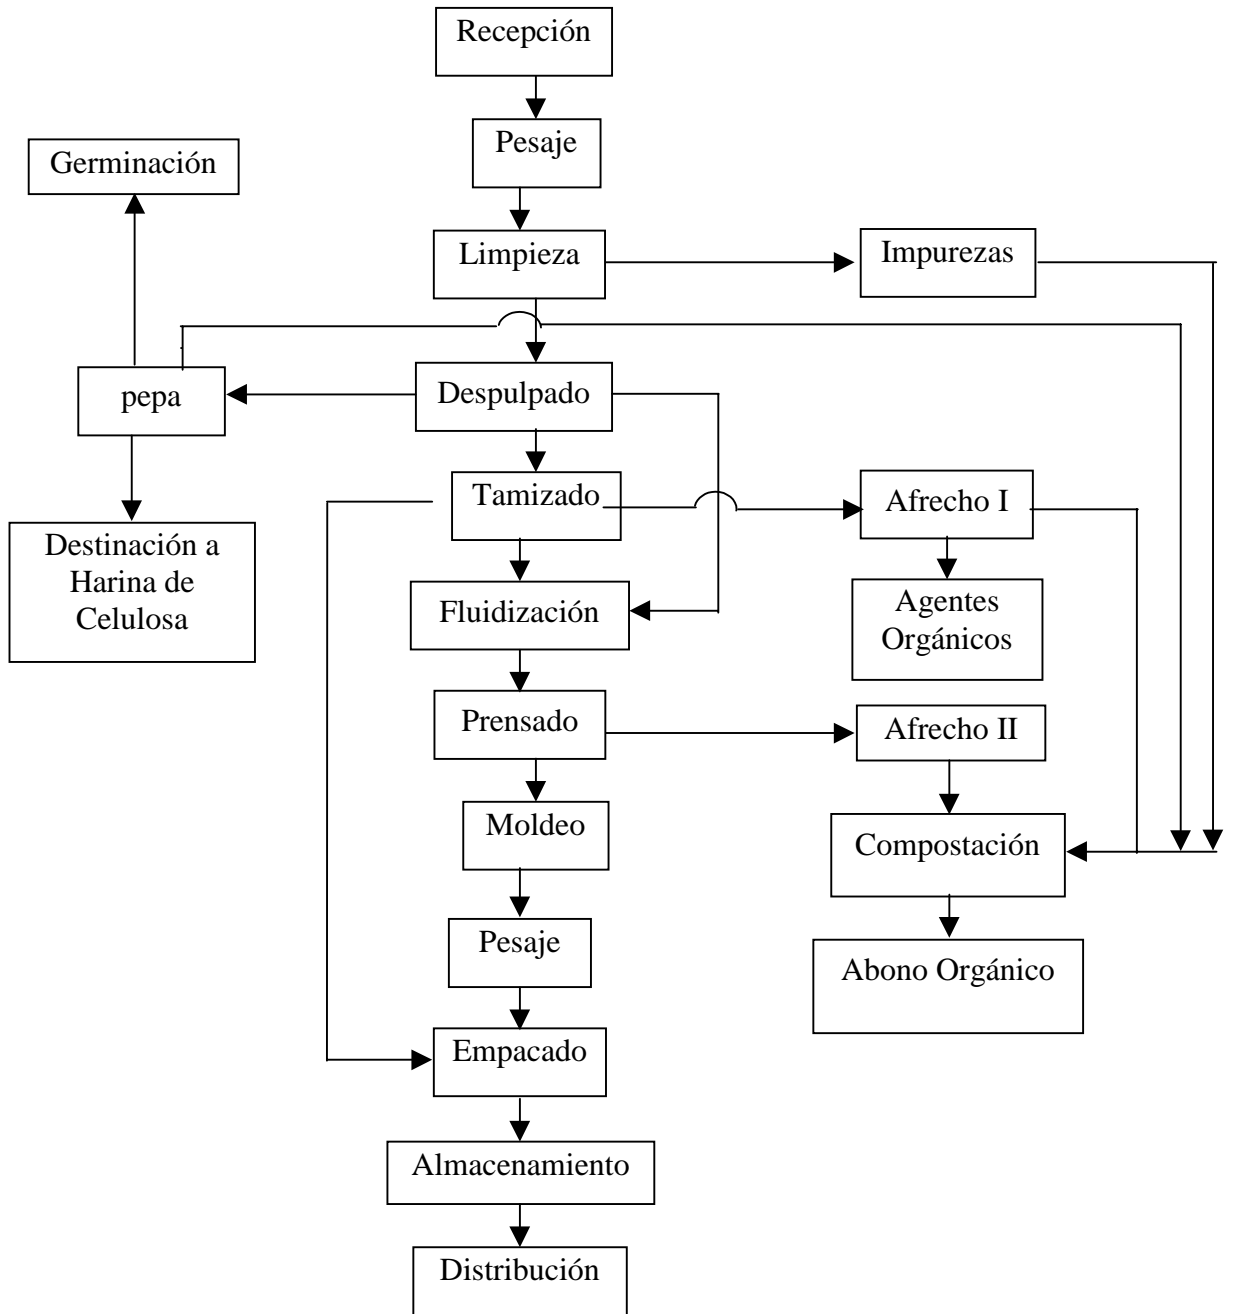 Recepción
Pesaje
Germinación
Limpieza
Impurezas
pepa
Despulpado
Tamizado
Afrecho I
Destinación a
Harina de
Celulosa
Fluidización
Agentes
Orgánicos
Prensado
Afrecho II
Moldeo
Compostación
Pesaje
Abono Orgánico
Empacado
Almacenamiento
Distribución